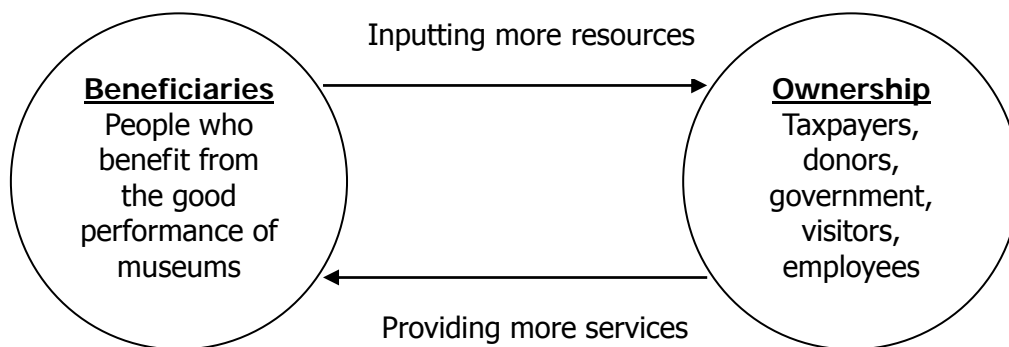 Inputting more resources
Beneficiaries
People who
benefit from
the good
performance of
museums
Ownership
Taxpayers,
donors,
government,
visitors,
employees
Providing more services